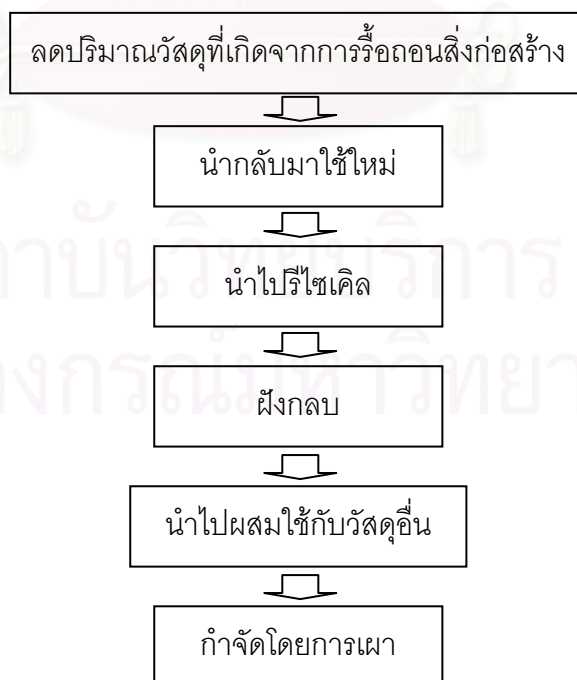 ลดปริมาณวัสดุที่เกิดจากการรื้อถอนสิ่งก่อสร้าง
นำกลับมาใช้ใหม่
นำไปรีไซเคิล
ฝังกลบ
นำไปผสมใช้กับวัสดุอื่น
กำจัดโดยการเผา